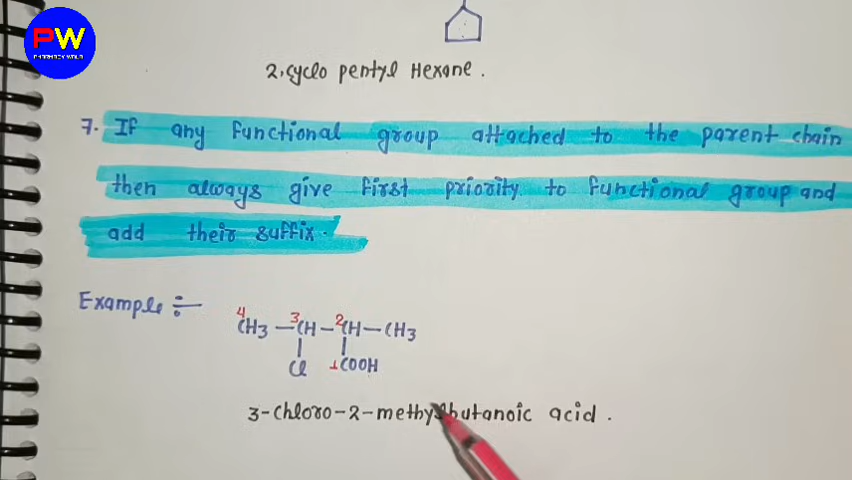 PW
PHARMACY WALA
2.cyclo pentyl Hexane.
7. If any functional group attached to the parent chain
then always give first priority to functional group and
add their suffix.
Example ÷
4 3 2
CH3 — CH — CH — CH3
Cl 1COOH
3-chloro-2-methylbutanoic acid.